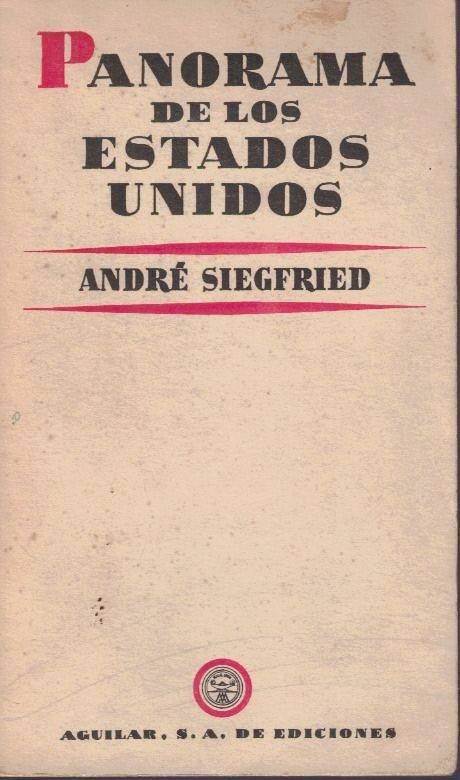 PANORAMA
DE LOS
ESTADOS
UNIDOS
ANDRÉ SIEGFRIED
AGUILAR, S. A. DE EDICIONES